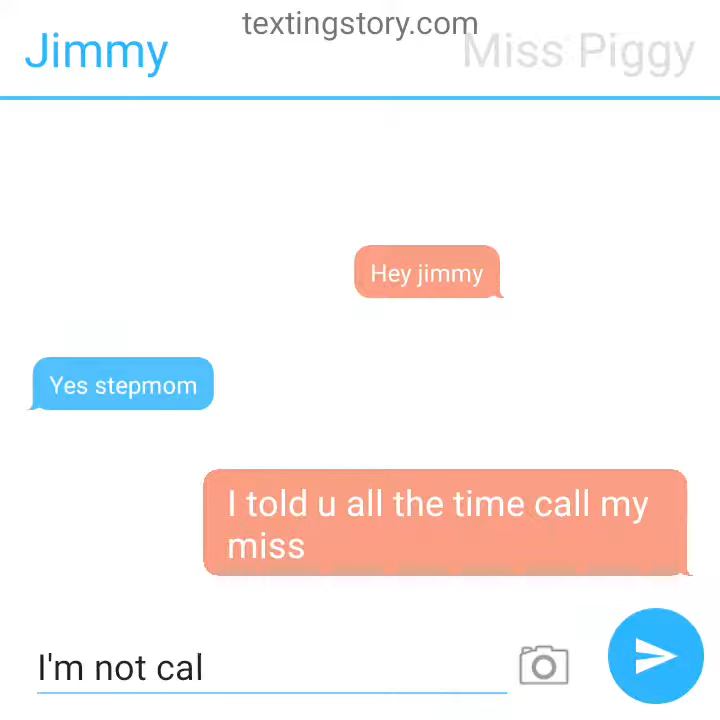 textingstory.com
Jimmy
Miss Piggy
Hey jimmy
Yes stepmom
I told u all the time call my
miss
I'm not cal